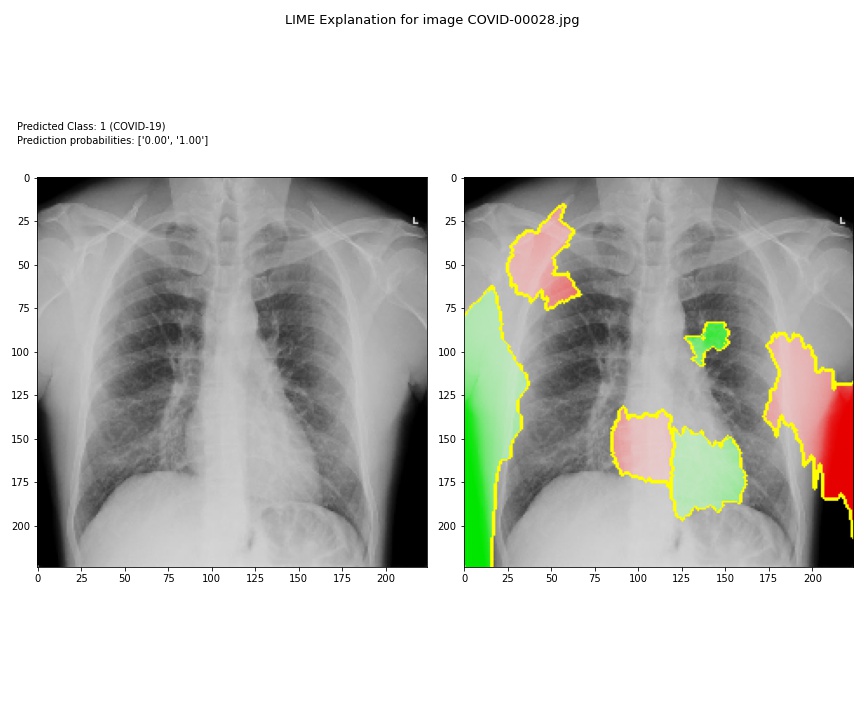 LIME Explanation for image COVID-00028.jpg
Predicted Class: 1 (COVID-19)
Prediction probabilities: ['0.00', '1.00']
0
25
50
75
100
125
150
175
200
0 25 50 75 100 125 150 175 200
L
0
25
50
75
100
125
150
175
200
0 25 50 75 100 125 150 175 200
L